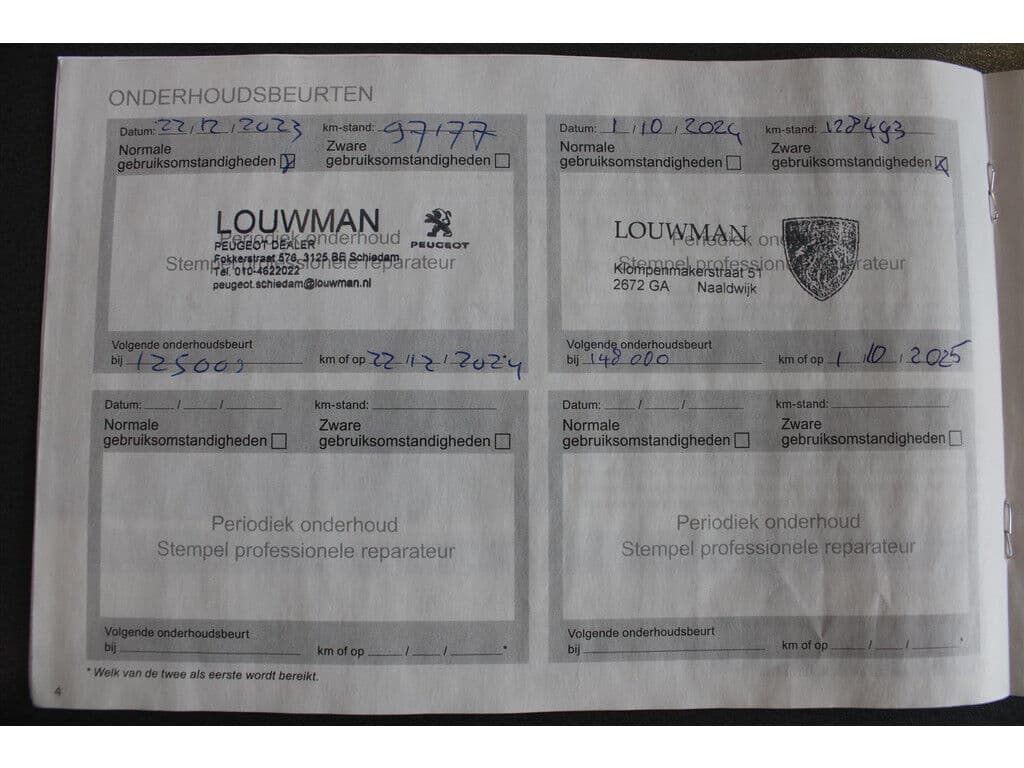 ONDERHOUDSBEURTEN
Datum: 22 / 12 / 2023 km-stand: 97177
Normale gebruiksomstandigheden Zware gebruiksomstandigheden
LOUWMAN
PEUGEOT
Periodiek onderhoud
PEUGEOT DEALER
Stempel professionele reparateur
Fokkerstraat 576, 3125 BE Schiedam
Tel. 010-4622022
peugeot.schiedam@louwman.nl
Volgende onderhoudsbeurt
bij 125000 km of op 22 / 12 / 2024 *
Datum: 1 / 10 / 2024 km-stand: 128493
Normale gebruiksomstandigheden Zware gebruiksomstandigheden
LOUWMAN
Periodiek
Stempel
Klompenmakerstraat 51
2672 GA Naaldwijk
Volgende onderhoudsbeurt
bij 148000 km of op 1 / 10 / 2025
Datum: / / km-stand:
Normale gebruiksomstandigheden Zware gebruiksomstandigheden
Periodiek onderhoud
Stempel professionele reparateur
Volgende onderhoudsbeurt
bij km of op / / *
Datum: / / km-stand:
Normale gebruiksomstandigheden Zware gebruiksomstandigheden
Periodiek onderhoud
Stempel professionele reparateur
Volgende onderhoudsbeurt
bij km of op / / *
* Welk van de twee als eerste wordt bereikt.
4